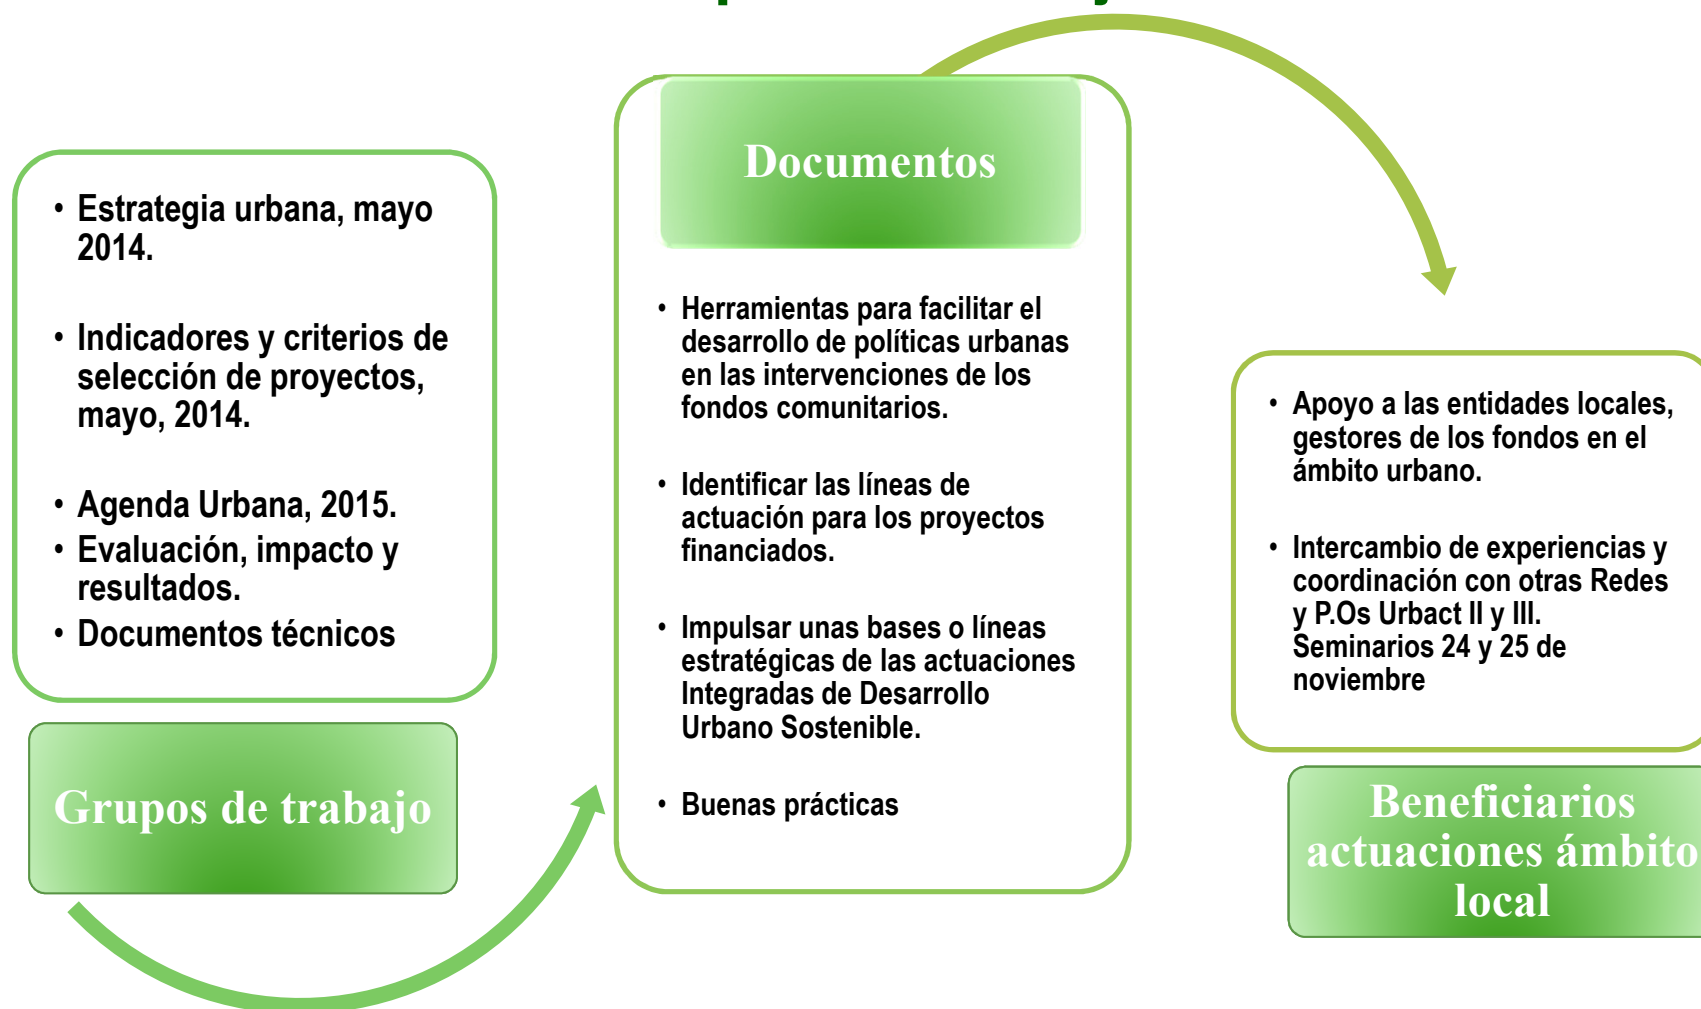 • Estrategia urbana, mayo
2014.
• Indicadores y criterios de
selección de proyectos,
mayo, 2014.
• Agenda Urbana, 2015.
• Evaluación, impacto y
resultados.
• Documentos técnicos
Grupos de trabajo
Documentos
• Herramientas para facilitar el
desarrollo de políticas urbanas
en las intervenciones de los
fondos comunitarios.
• Identificar las líneas de
actuación para los proyectos
financiados.
• Impulsar unas bases o líneas
estratégicas de las actuaciones
Integradas de Desarrollo
Urbano Sostenible.
• Buenas prácticas
• Apoyo a las entidades locales,
gestores de los fondos en el
ámbito urbano.
• Intercambio de experiencias y
coordinación con otras Redes
y P.Os Urbact II y III.
Seminarios 24 y 25 de
noviembre
Beneficiarios
actuaciones ámbito
local